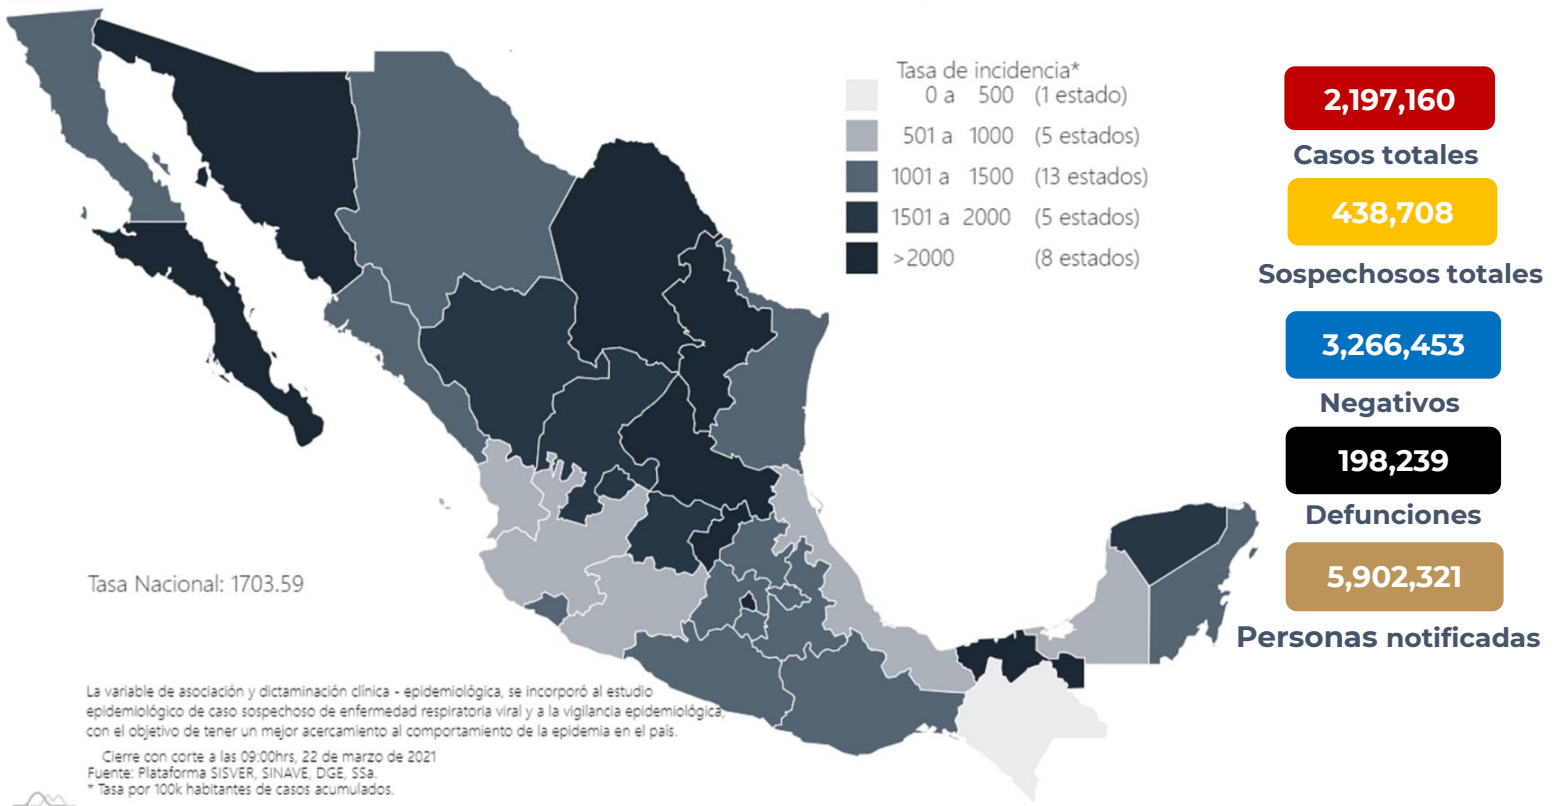 Tasa de incidencia*
0 a 500 (1 estado)
501 a 1000 (5 estados)
1001 a 1500 (13 estados)
1501 a 2000 (5 estados)
>2000 (8 estados)
2,197,160
Casos totales
438,708
Sospechosos totales
3,266,453
Negativos
198,239
Defunciones
5,902,321
Personas notificadas
Tasa Nacional: 1703.59
La variable de asociación y dictaminación clínica - epidemiológica, se incorporó al estudio
epidemiológico de caso sospechoso de enfermedad respiratoria viral y a la vigilancia epidemiológica,
con el objetivo de tener un mejor acercamiento al comportamiento de la epidemia en el país.
Cierre con corte a las 09:00hrs, 22 de marzo de 2021
Fuente: Plataforma SISVER, SINAVE, DGE, SSa.
* Tasa por 100k habitantes de casos acumulados.